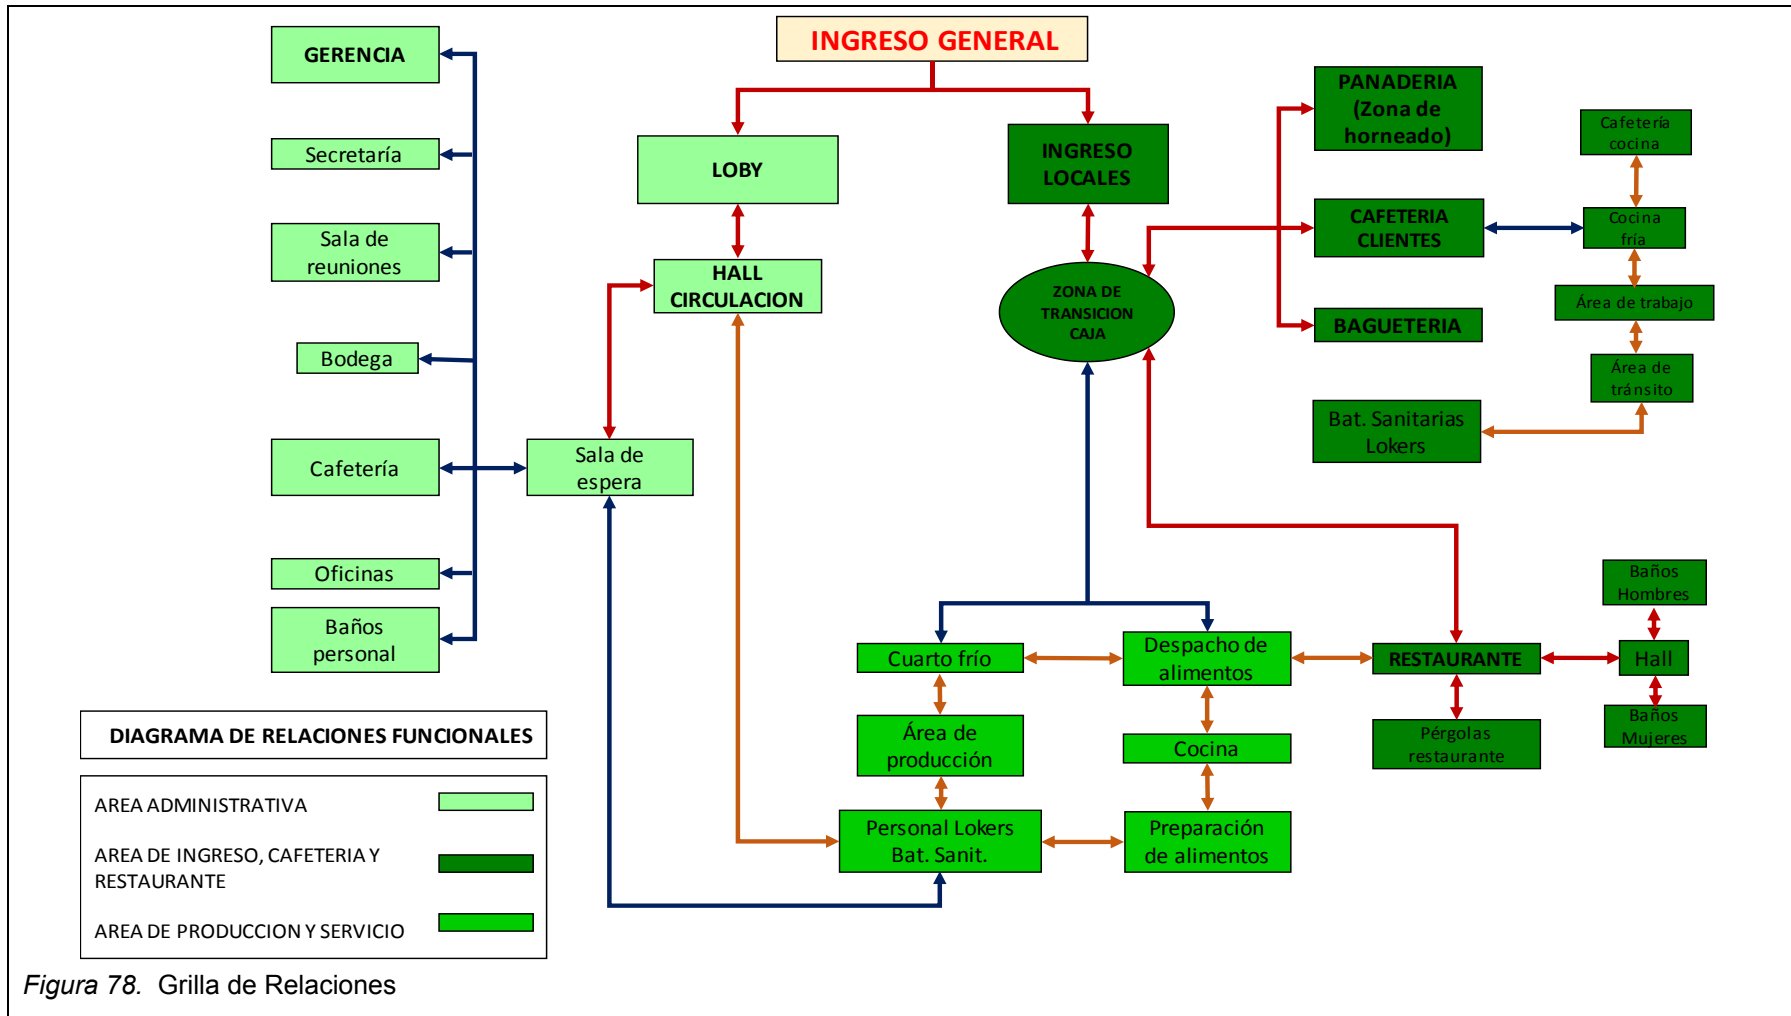 INGRESO GENERAL
GERENCIA
Secretaría
Sala de
reuniones
Bodega
Cafetería
Oficinas
Baños
personal
LOBY
HALL
CIRCULACION
Sala de
espera
INGRESO
LOCALES
ZONA DE
TRANSICION
CAJA
PANADERIA
(Zona de
horneado)
CAFETERIA
CLIENTES
BAGUETERIA
Cafetería
cocina
Cocina
fría
Área de trabajo
Área de
tránsito
Bat. Sanitarias
Lokers
Cuarto frío
Despacho de
alimentos
RESTAURANTE
Hall
Baños
Hombres
Baños
Mujeres
Pérgolas
restaurante
Área de
producción
Cocina
Personal Lokers
Bat. Sanit.
Preparación
de alimentos
DIAGRAMA DE RELACIONES FUNCIONALES
AREA ADMINISTRATIVA
AREA DE INGRESO, CAFETERIA Y
RESTAURANTE
AREA DE PRODUCCION Y SERVICIO
Figura 78. Grilla de Relaciones